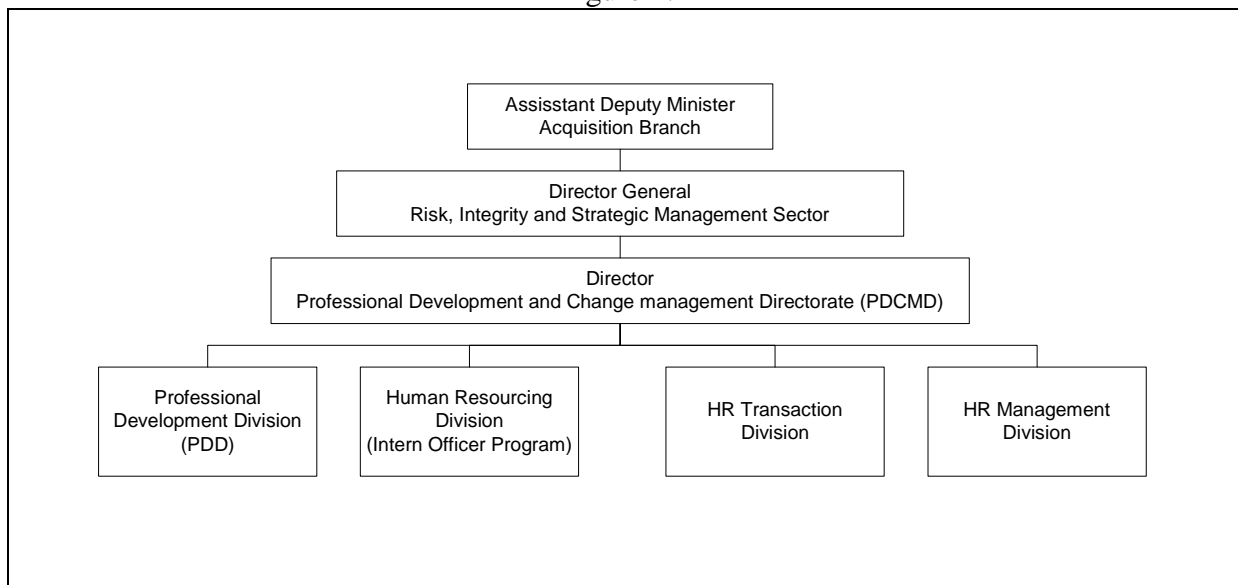 Assisstant Deputy Minister
Acquisition Branch
Director General
Risk, Integrity and Strategic Management Sector
Director
Professional Development and Change management Directorate (PDCMD)
Professional
Development Division
(PDD)
Human Resourcing
Division
(Intern Officer Program)
HR Transaction
Division
HR Management
Division